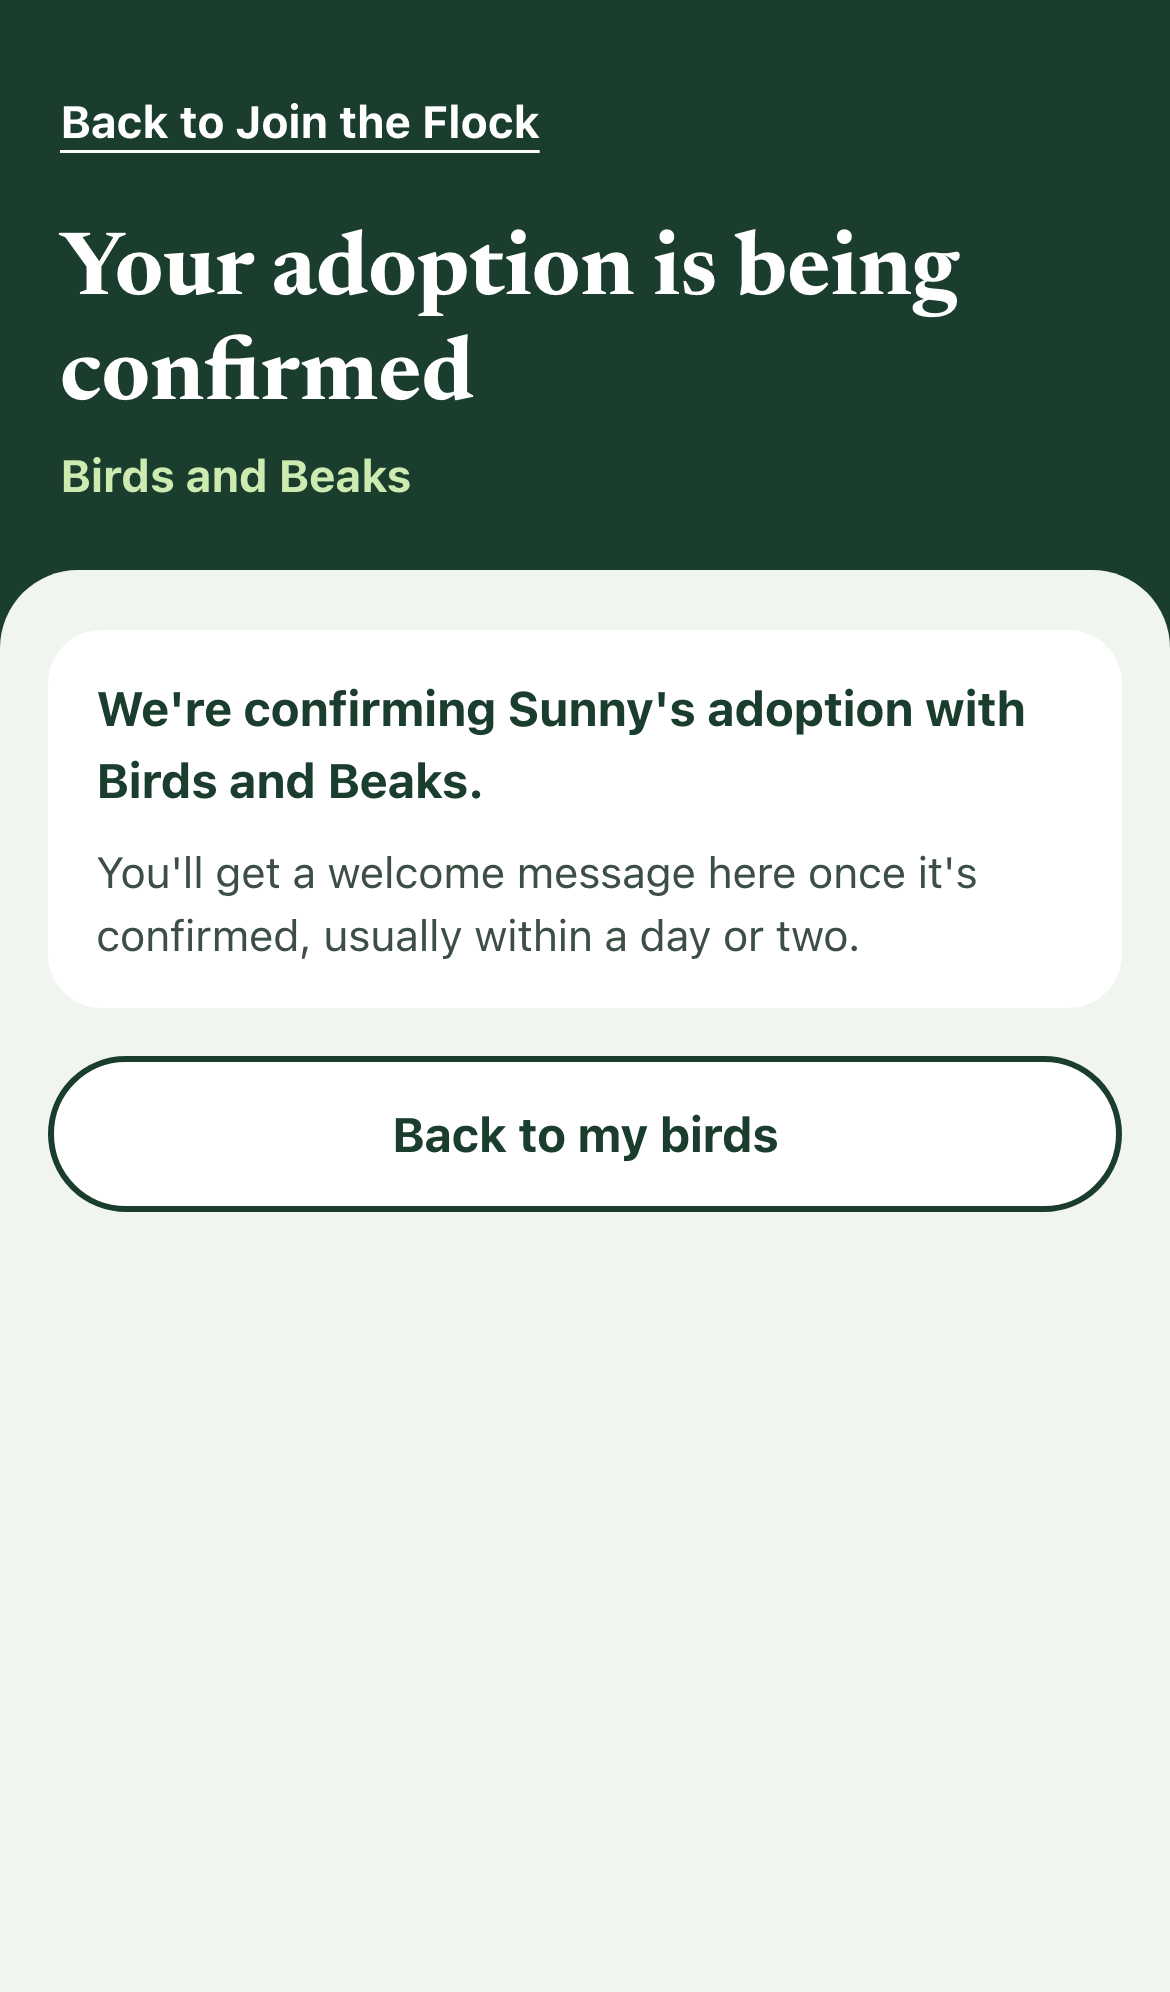 Back to Join the Flock
Your adoption is being
confirmed
Birds and Beaks
We're confirming Sunny's adoption with
Birds and Beaks.
You'll get a welcome message here once it's
confirmed, usually within a day or two.
Back to my birds